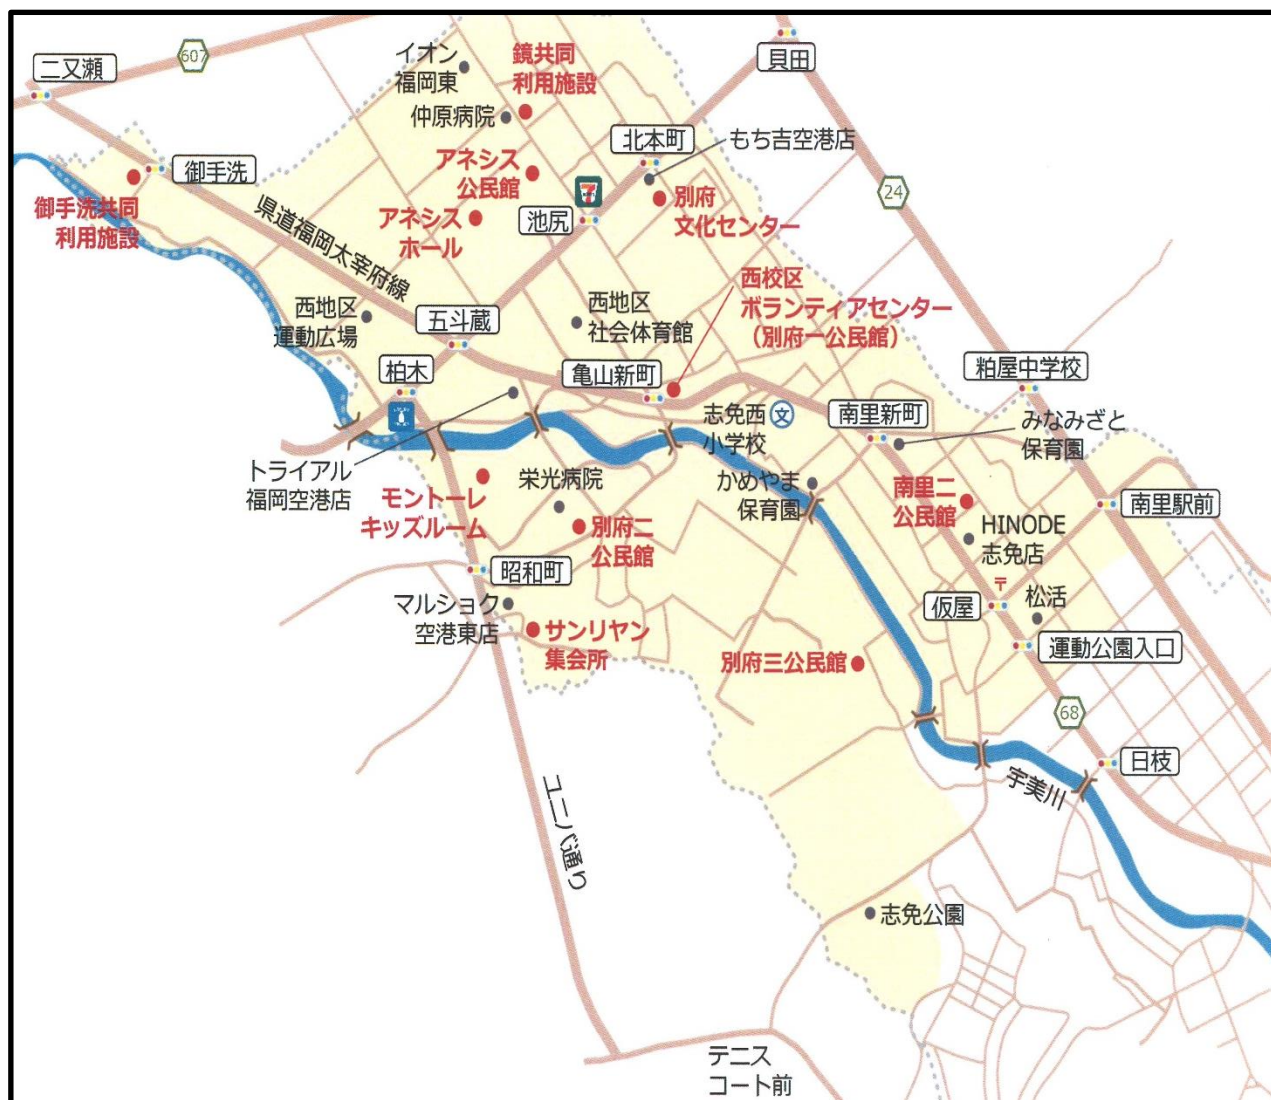 607
二又瀬
イオン
福岡東
鏡共同
利用施設
貝田
仲原病院
北本町
もち吉空港店
御手洗
アネシス
公民館
7
24
御手洗共同
利用施設
県道福岡太宰府線
アネシス
ホール
池尻
別府
文化センター
西校区
ボランティアセンター
(別府一公民館)
西地区
運動広場
五斗蔵
西地区
社会体育館
柏木
亀山新町
粕屋中学校
志免西
小学校
文
南里新町
みなみざと
保育園
トライアル
福岡空港店
モントーレ
キッズルーム
栄光病院
別府二
公民館
かめやま
保育園
南里二
公民館
南里駅前
HINODE
志免店
昭和町
〒
仮屋
松活
マルショク
空港東店
サンリヤン
集会所
別府三公民館
運動公園入口
68
日枝
宇美川
ユニバ通り
志免公園
テニス
コート前